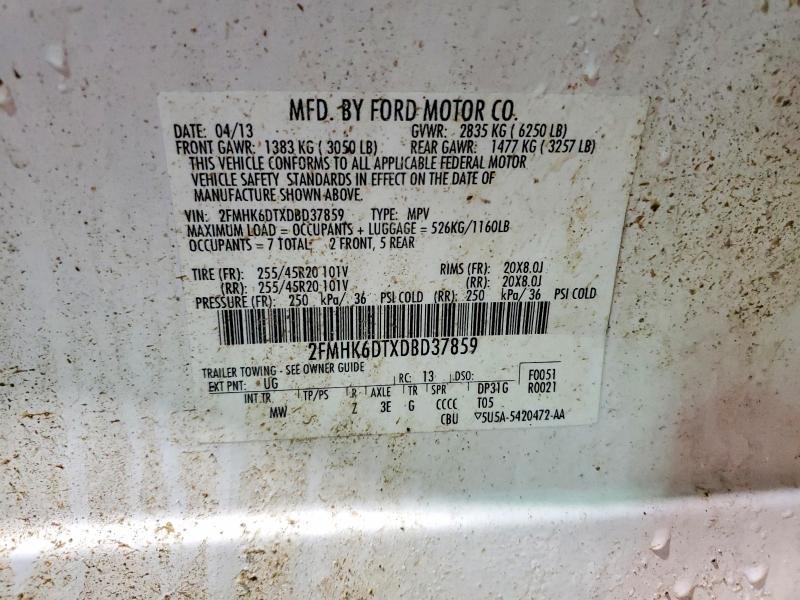 MFD. BY FORD MOTOR CO.
DATE: 04/13 GVWR: 2835 KG ( 6250 LB)
FRONT GAWR: 1383 KG ( 3050 LB) REAR GAWR: 1477 KG ( 3257 LB)
THIS VEHICLE CONFORMS TO ALL APPLICABLE FEDERAL MOTOR
VEHICLE SAFETY STANDARDS IN EFFECT ON THE DATE OF
MANUFACTURE SHOWN ABOVE.
VIN: 2FMHK6DTXDBD37859 TYPE: MPV
MAXIMUM LOAD = OCCUPANTS + LUGGAGE = 526KG/1160LB
OCCUPANTS = 7 TOTAL 2 FRONT, 5 REAR
TIRE (FR): 255/45R20 101V RIMS (FR): 20X8.0J
(RR): 255/45R20 101V (RR): 20X8.0J
PRESSURE (FR): 250 kPa/ 36 PSI COLD (RR): 250 kPa/ 36 PSI COLD
2FMHK6DTXDBD37859
TRAILER TOWING - SEE OWNER GUIDE
EXT PNT: UG RC: 13 DSO: F0051
INT TR TP/PS R AXLE TR SPR DP31G R0021
MW Z 3E G CCCC T05
CBU ▽5U5A-5420472-AA